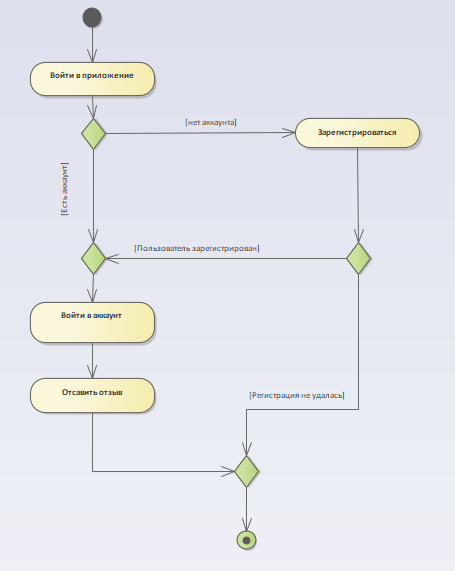 Войти в приложение
[нет аккаунта]
Зарегистрироваться
[Есть аккаунт]
[Пользователь зарегистрирован]
Войти в аккаунт
Отсавить отзыв
[Регистрация не удалась]